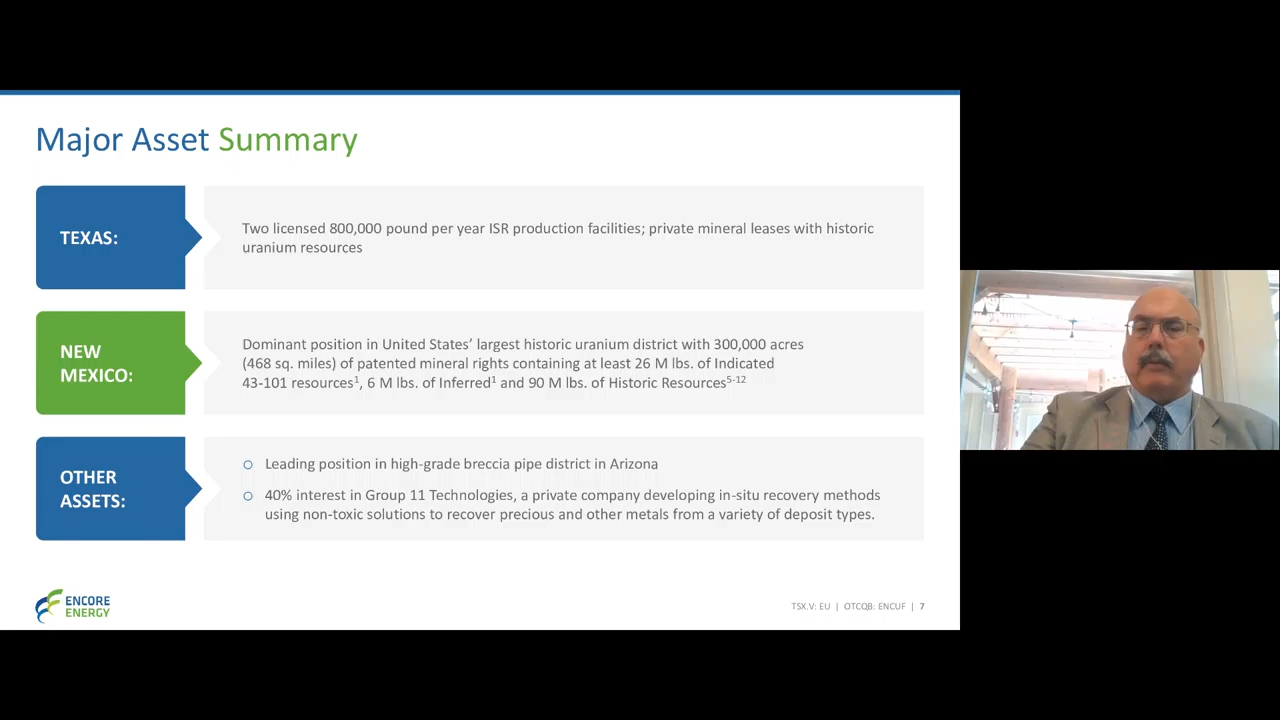 Major Asset Summary
TEXAS:
Two licensed 800,000 pound per year ISR production facilities; private mineral leases with historic
uranium resources
NEW
MEXICO:
Dominant position in United States’ largest historic uranium district with 300,000 acres
(468 sq. miles) of patented mineral rights containing at least 26 M lbs. of Indicated
43-101 resources¹, 6 M lbs. of Inferred¹ and 90 M lbs. of Historic Resources⁵⁻¹²
OTHER
ASSETS:
Leading position in high-grade breccia pipe district in Arizona
40% interest in Group 11 Technologies, a private company developing in-situ recovery methods
using non-toxic solutions to recover precious and other metals from a variety of deposit types.
ENCORE
ENERGY
TSX.V: EU | OTCQB: ENCUF | 7